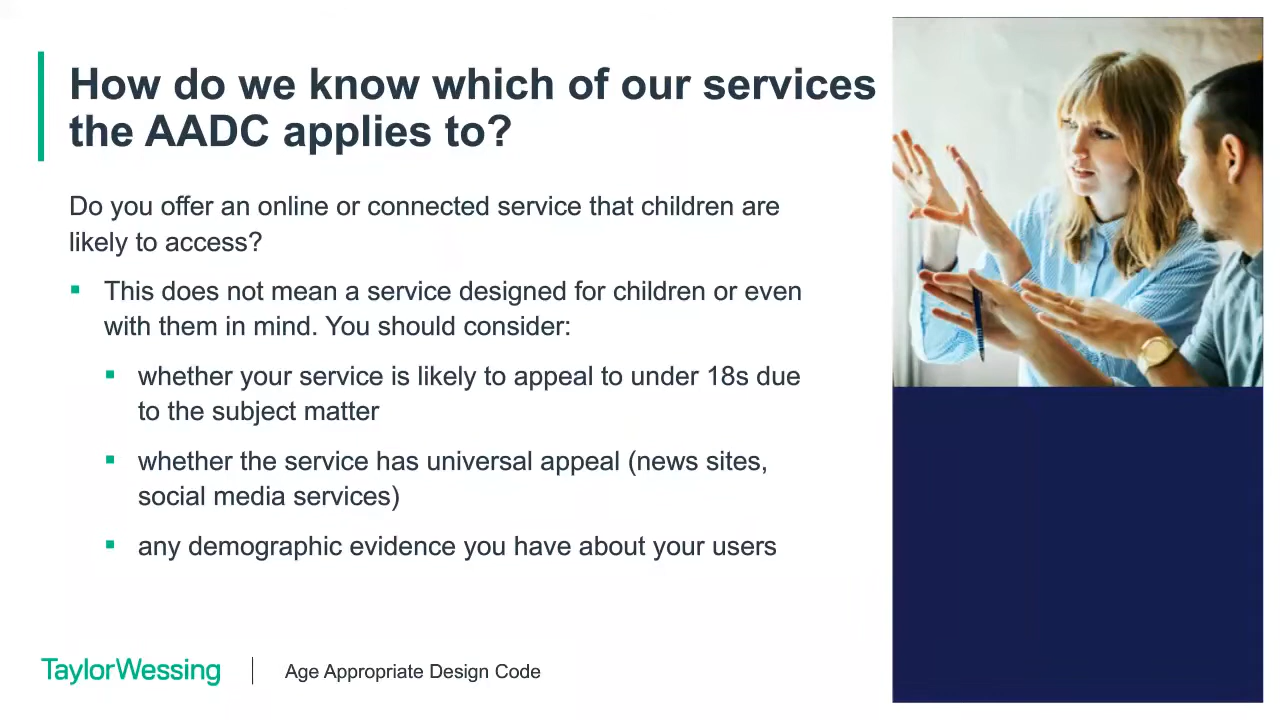 How do we know which of our services
the AADC applies to?
Do you offer an online or connected service that children are
likely to access?
▪ This does not mean a service designed for children or even
with them in mind. You should consider:
▪ whether your service is likely to appeal to under 18s due
to the subject matter
▪ whether the service has universal appeal (news sites,
social media services)
▪ any demographic evidence you have about your users
TaylorWessing | Age Appropriate Design Code